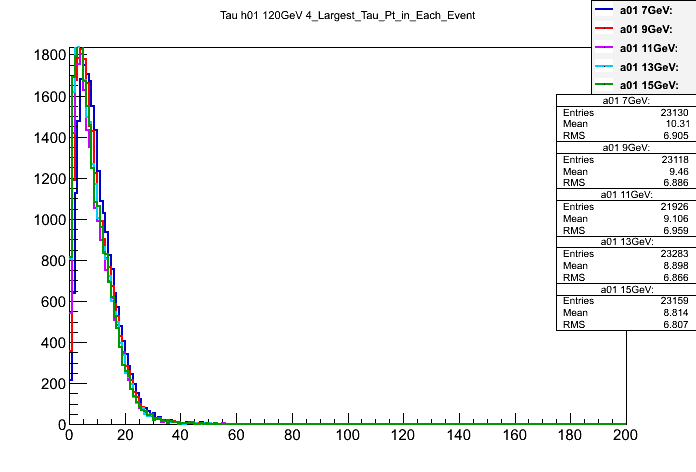 Tau h01 120GeV 4_Largest_Tau_Pt_in_Each_Event
a01 7GeV:
a01 9GeV:
a01 11GeV:
a01 13GeV:
a01 15GeV:
a01 7GeV:
Entries 23130
Mean 10.31
RMS 6.905
a01 9GeV:
Entries 23118
Mean 9.46
RMS 6.886
a01 11GeV:
Entries 21926
Mean 9.106
RMS 6.959
a01 13GeV:
Entries 23283
Mean 8.898
RMS 6.866
a01 15GeV:
Entries 23159
Mean 8.814
RMS 6.807
1800
1600
1400
1200
1000
800
600
400
200
0
0 20 40 60 80 100 120 140 160 180 200